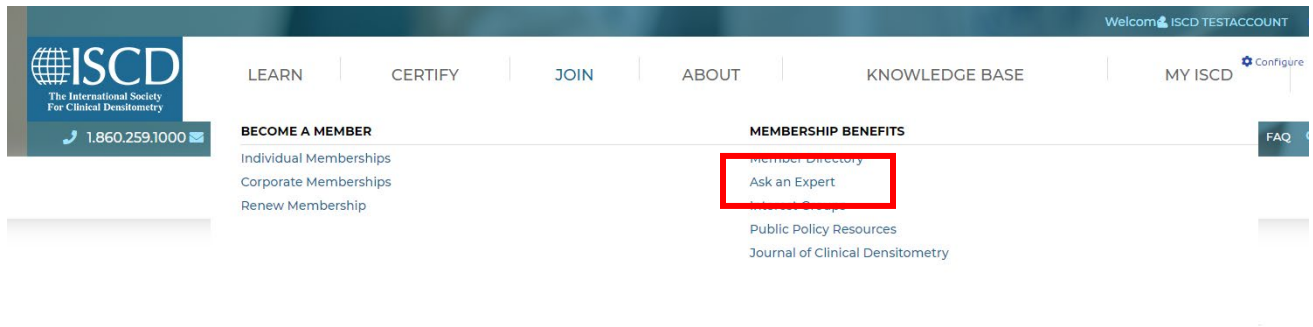 Welcom ISCD TESTACCOUNT
ISCD
The International Society
For Clinical Densitometry
LEARN CERTIFY JOIN ABOUT KNOWLEDGE BASE MY ISCD Configure
1.860.259.1000
BECOME A MEMBER
Individual Memberships
Corporate Memberships
Renew Membership
MEMBERSHIP BENEFITS
Member Directory
Ask an Expert
Interest Groups
Public Policy Resources
Journal of Clinical Densitometry
FAQ